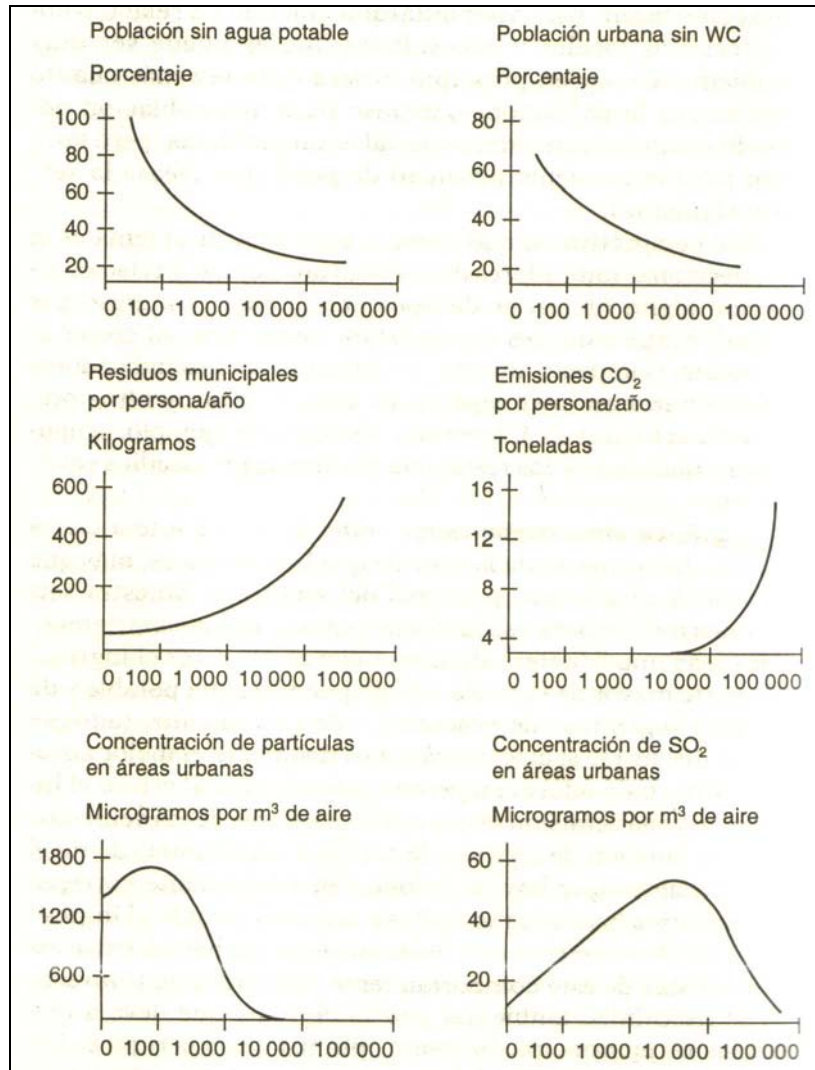 Población sin agua potable
Porcentaje
100
80
60
40
20
0 100 1 000 10 000 100 000
Población urbana sin WC
Porcentaje
80
60
40
20
0 100 1 000 10 000 100 000
Residuos municipales
por persona/año
Kilogramos
600
400
200
0 100 1 000 10 000 100 000
Emisiones CO₂
por persona/año
Toneladas
16
12
8
4
0 100 1 000 10 000 100 000
Concentración de partículas
en áreas urbanas
Microgramos por m³ de aire
1800
1200
600
0 100 1 000 10 000 100 000
Concentración de SO₂
en áreas urbanas
Microgramos por m³ de aire
60
40
20
0 100 1 000 10 000 100 000